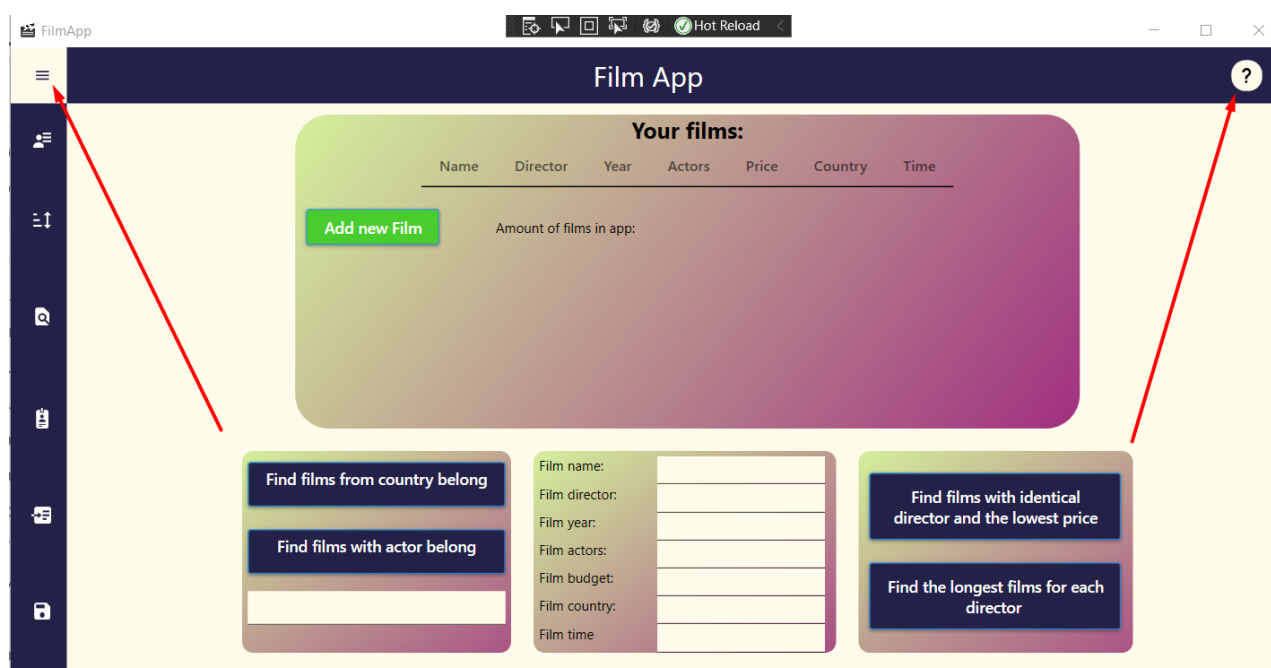 FilmApp
Hot Reload
Film App
?
Your films:
Name Director Year Actors Price Country Time
Add new Film
Amount of films in app:
Find films from country belong
Find films with actor belong
Film name:
Film director:
Film year:
Film actors:
Film budget:
Film country:
Film time
Find films with identical
director and the lowest price
Find the longest films for each
director